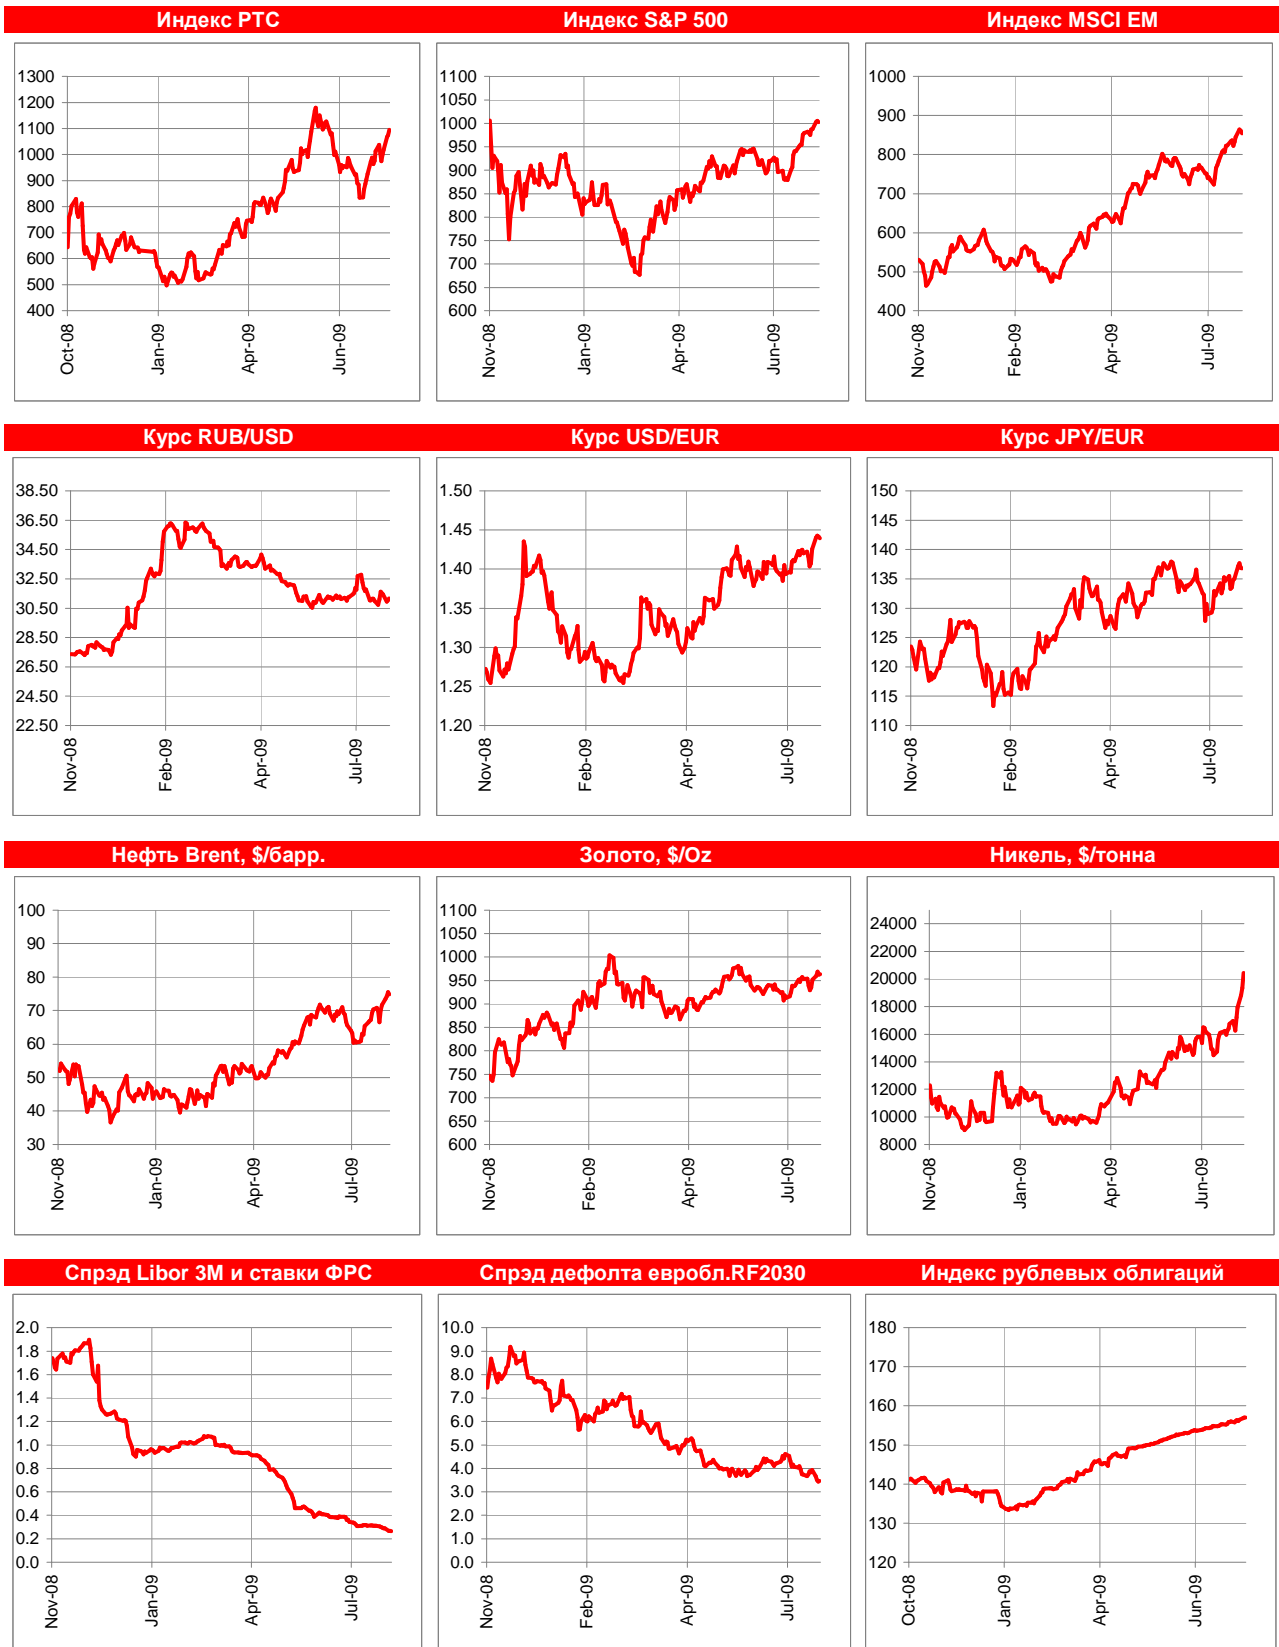 Индекс РТС
1300
1200
1100
1000
900
800
700
600
500
400
Oct-08
Jan-09
Apr-09
Jun-09
Индекс S&P 500
1100
1050
1000
950
900
850
800
750
700
650
600
Nov-08
Jan-09
Apr-09
Jun-09
Индекс MSCI EM
1000
900
800
700
600
500
400
Nov-08
Feb-09
Apr-09
Jul-09
Курс RUB/USD
38.50
36.50
34.50
32.50
30.50
28.50
26.50
24.50
22.50
Nov-08
Feb-09
Apr-09
Jul-09
Курс USD/EUR
1.50
1.45
1.40
1.35
1.30
1.25
1.20
Nov-08
Feb-09
Apr-09
Jul-09
Курс JPY/EUR
150
145
140
135
130
125
120
115
110
Nov-08
Feb-09
Apr-09
Jul-09
Нефть Brent, $/барр.
100
90
80
70
60
50
40
30
Nov-08
Jan-09
Apr-09
Jul-09
Золото, $/Oz
1100
1050
1000
950
900
850
800
750
700
650
600
Nov-08
Feb-09
Apr-09
Jul-09
Никель, $/тонна
24000
22000
20000
18000
16000
14000
12000
10000
8000
Nov-08
Jan-09
Apr-09
Jun-09
Спрэд Libor 3M и ставки ФРС
2.0
1.8
1.6
1.4
1.2
1.0
0.8
0.6
0.4
0.2
0.0
Nov-08
Jan-09
Apr-09
Jul-09
Спрэд дефолта евробл.RF2030
10.0
9.0
8.0
7.0
6.0
5.0
4.0
3.0
2.0
1.0
0.0
Nov-08
Feb-09
Apr-09
Jul-09
Индекс рублевых облигаций
180
170
160
150
140
130
120
Oct-08
Jan-09
Apr-09
Jun-09